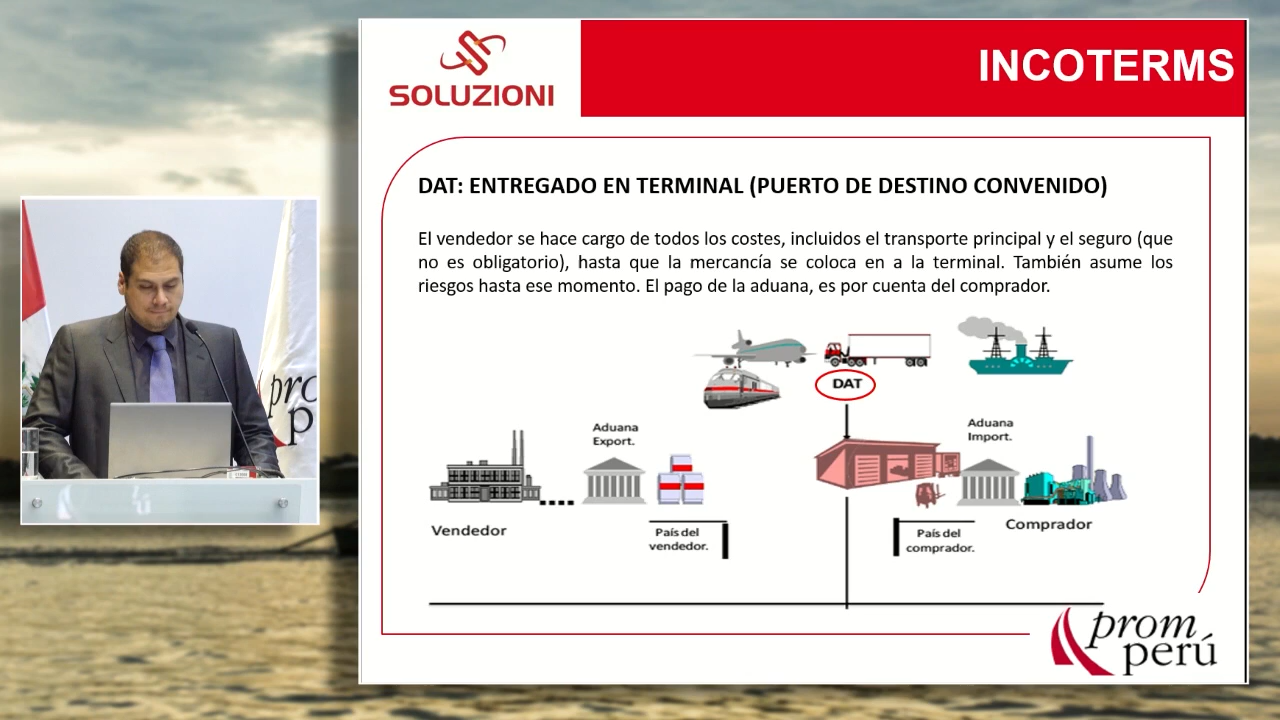 SOLUZIONI
INCOTERMS
DAT: ENTREGADO EN TERMINAL (PUERTO DE DESTINO CONVENIDO)
El vendedor se hace cargo de todos los costes, incluidos el transporte principal y el seguro (que
no es obligatorio), hasta que la mercancía se coloca en a la terminal. También asume los
riesgos hasta ese momento. El pago de la aduana, es por cuenta del comprador.
DAT
Aduana
Export.
Aduana
Import.
Vendedor
País del
vendedor.
País del
comprador.
Comprador
prom
perú
pro
p